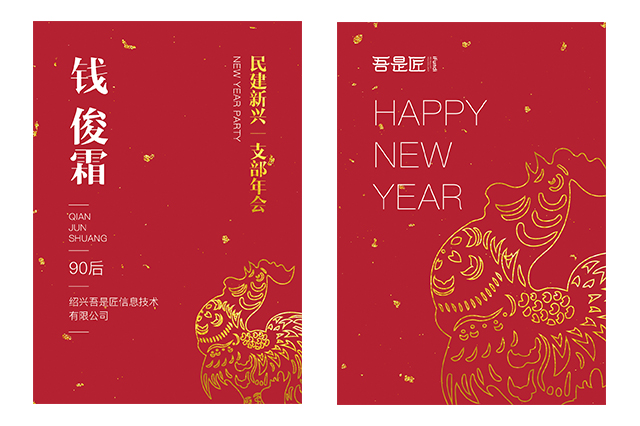 钱俊霜
QIAN
JUN
SHUANG
90后
绍兴吾是匠信息技术
有限公司
民建新兴｜支部年会
NEW YEAR PARTY
吾是匠
HAPPY
NEW
YEAR